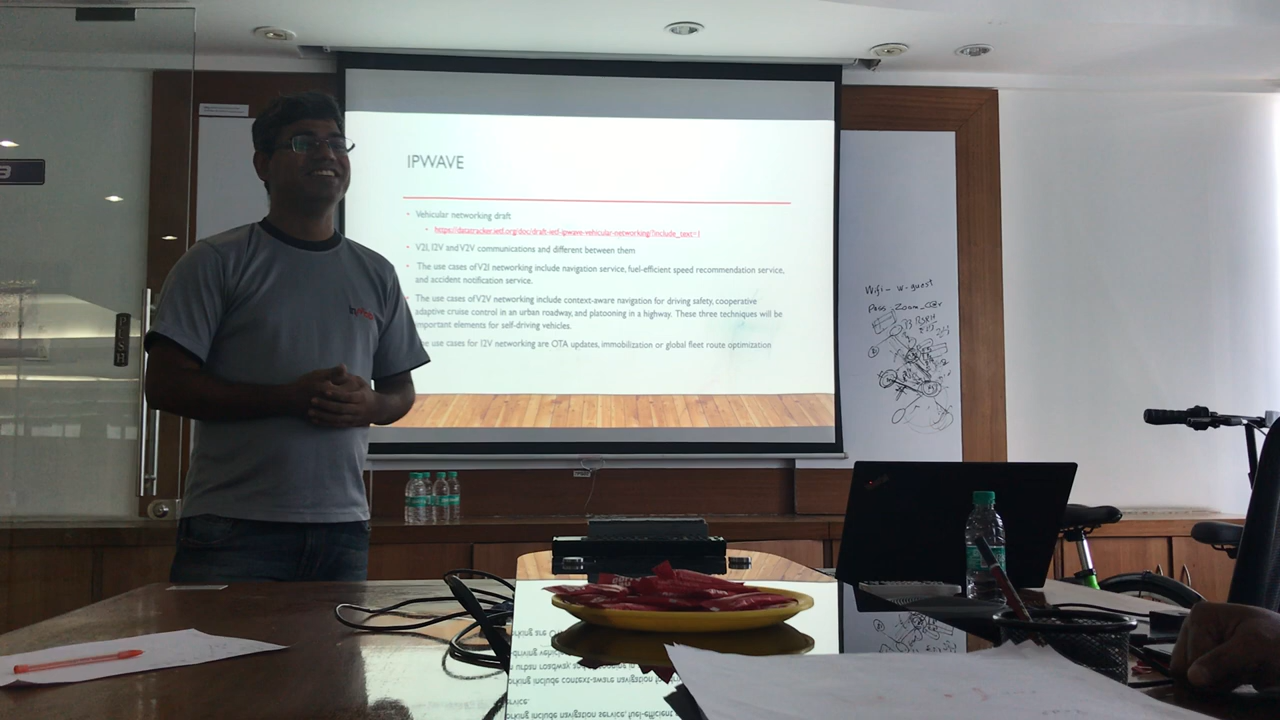 IPWAVE
• Vehicular networking draft
• https://datatracker.ietf.org/doc/draft-ietf-ipwave-vehicular-networking/?include_text=1
• V2I, I2V and V2V communications and different between them
• The use cases of V2I networking include navigation service, fuel-efficient speed recommendation service,
and accident notification service.
The use cases of V2V networking include context-aware navigation for driving safety, cooperative
adaptive cruise control in an urban roadway, and platooning in a highway. These three techniques will be
important elements for self-driving vehicles.
use cases for I2V networking are OTA updates, immobilization or global fleet route optimization
Wifi - w-guest
Pass
PUSH